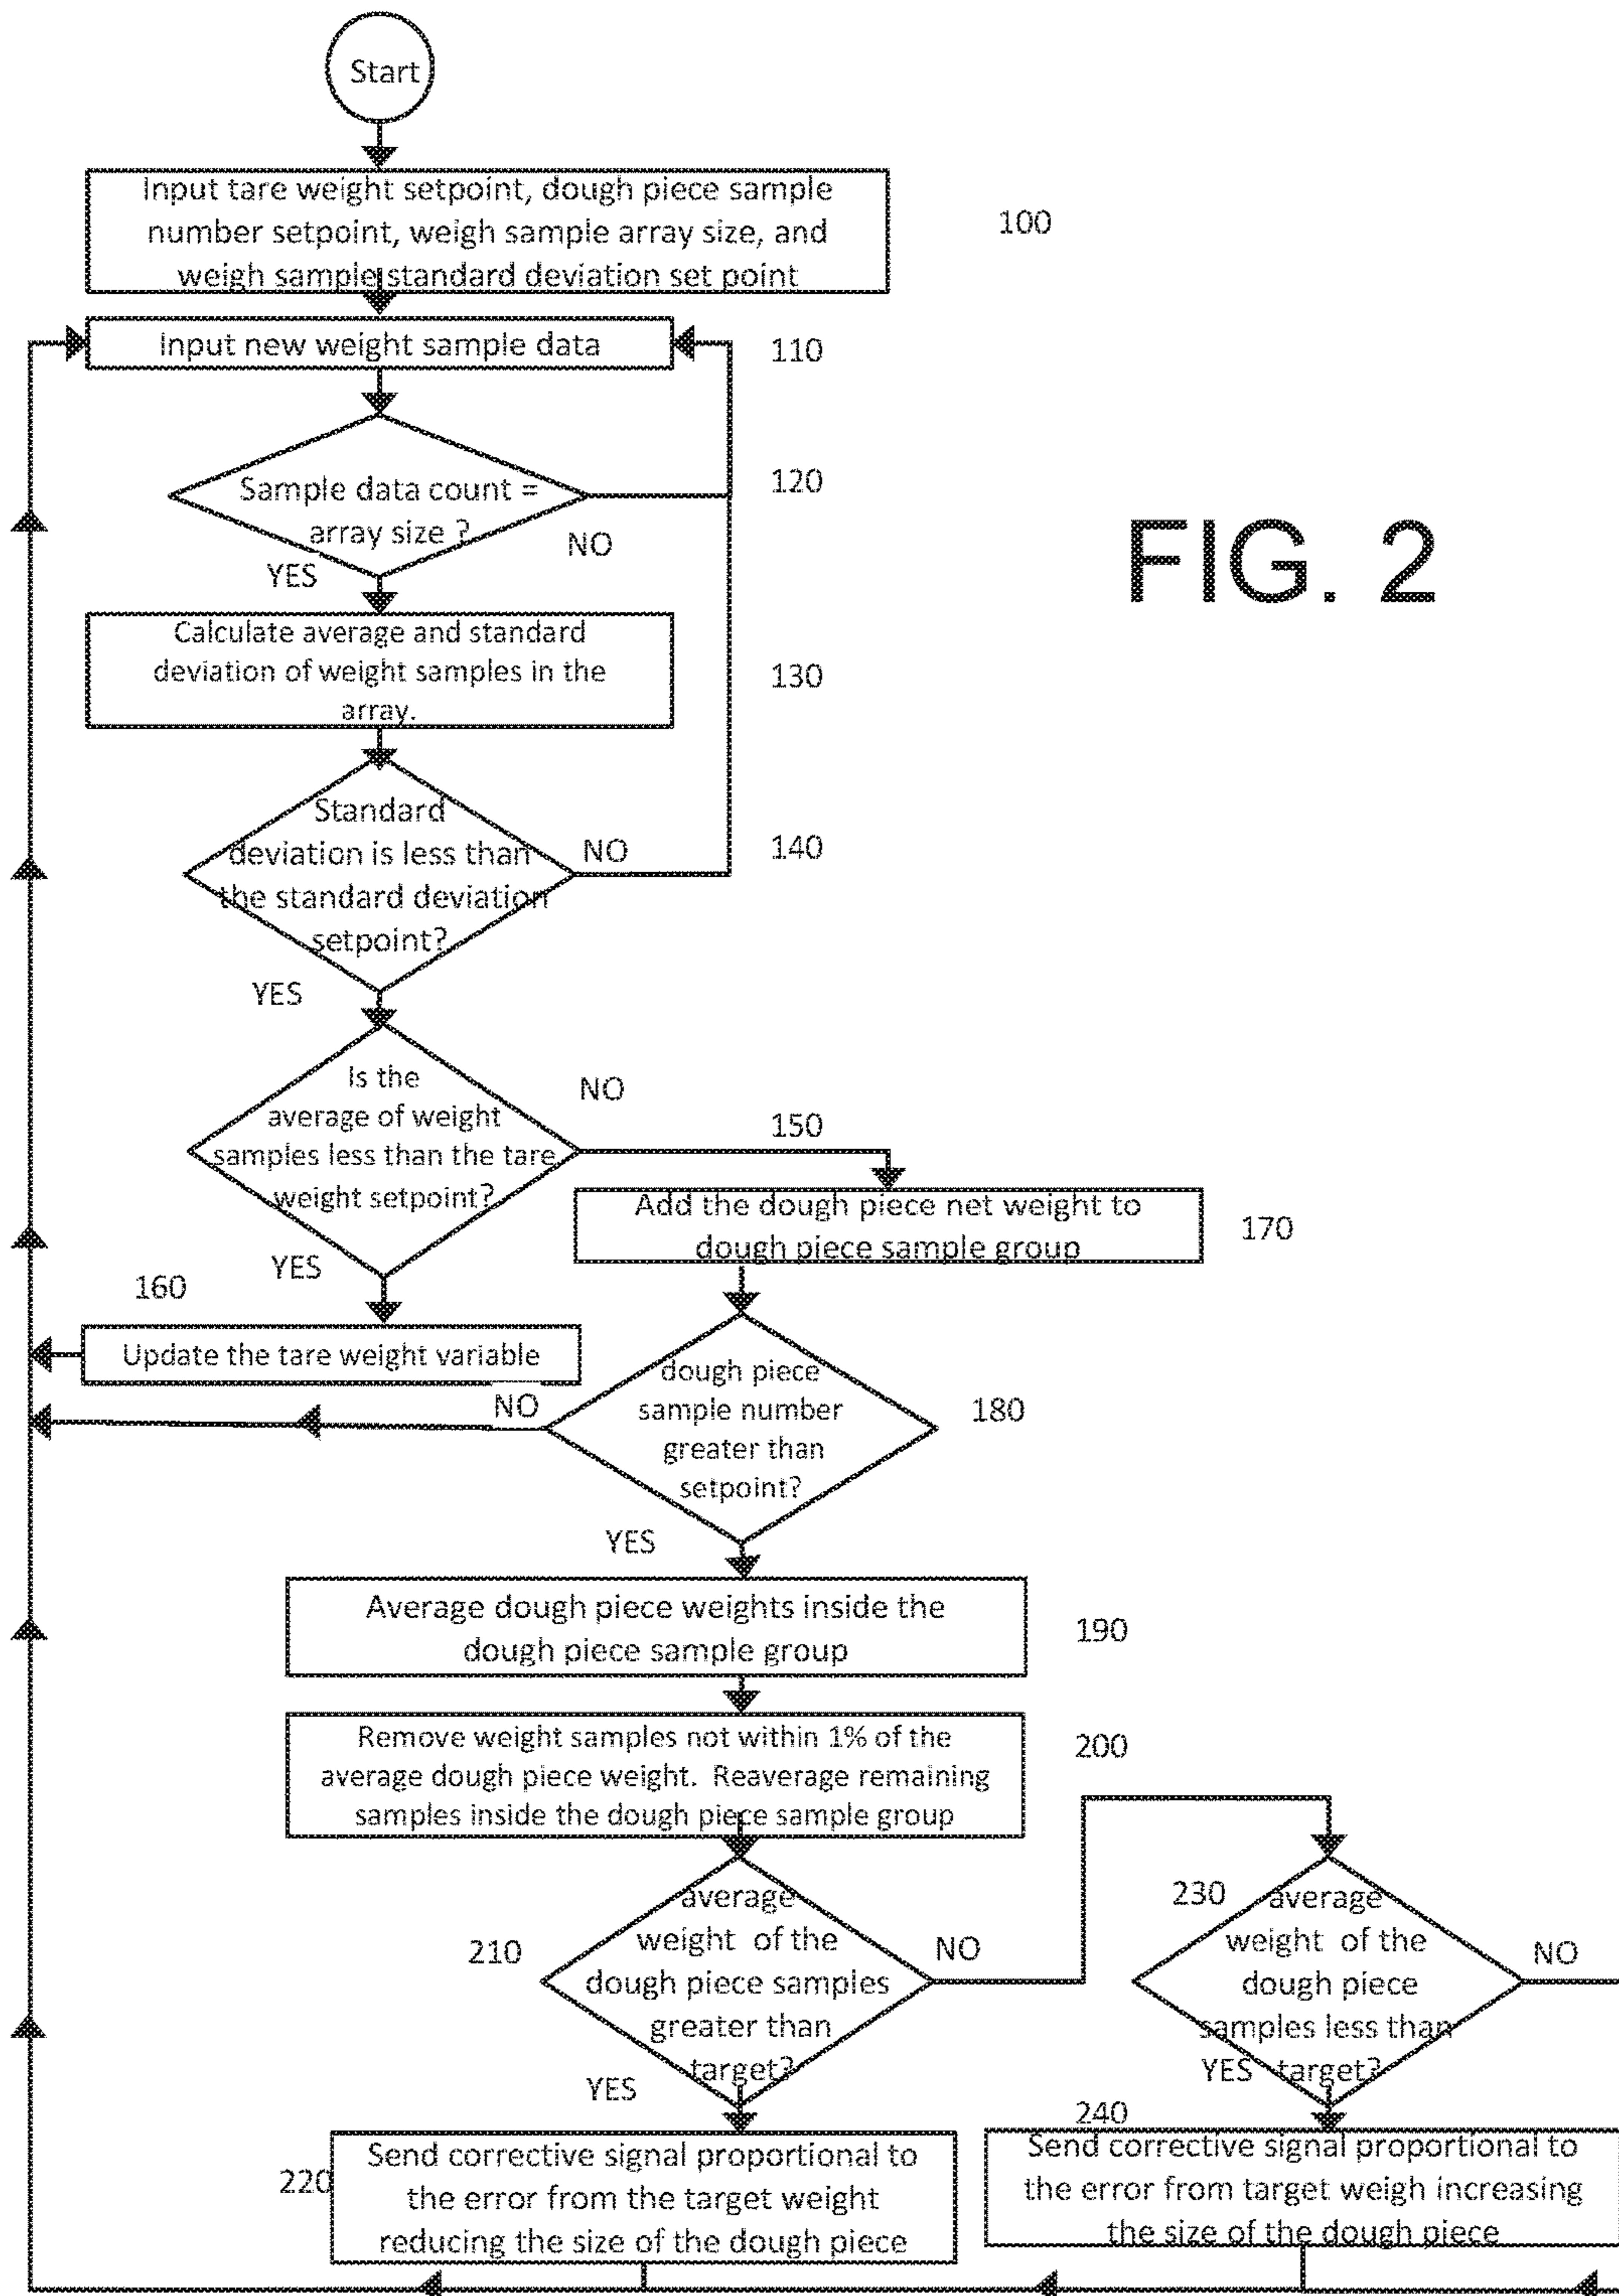 Start
Input tare weight setpoint, dough piece sample
number setpoint, weigh sample array size, and
weigh sample standard deviation set point
100
Input new weight sample data
110
Sample data count =
array size ?
120
NO
YES
FIG. 2
Calculate average and standard
deviation of weight samples in the
array.
130
Standard
deviation is less than
the standard deviation
setpoint?
NO
140
YES
Is the
average of weight
samples less than the tare
weight setpoint?
NO
150
YES
Add the dough piece net weight to
dough piece sample group
170
160
Update the tare weight variable
NO
dough piece
sample number
greater than
setpoint?
180
YES
Average dough piece weights inside the
dough piece sample group
190
Remove weight samples not within 1% of the
average dough piece weight. Reaverage remaining
samples inside the dough piece sample group
200
210
average
weight of the
dough piece samples
greater than
target?
NO
YES
230
average
weight of the
dough piece
samples less than
target?
NO
YES
220
Send corrective signal proportional to
the error from the target weight
reducing the size of the dough piece
240
Send corrective signal proportional to
the error from target weigh increasing
the size of the dough piece